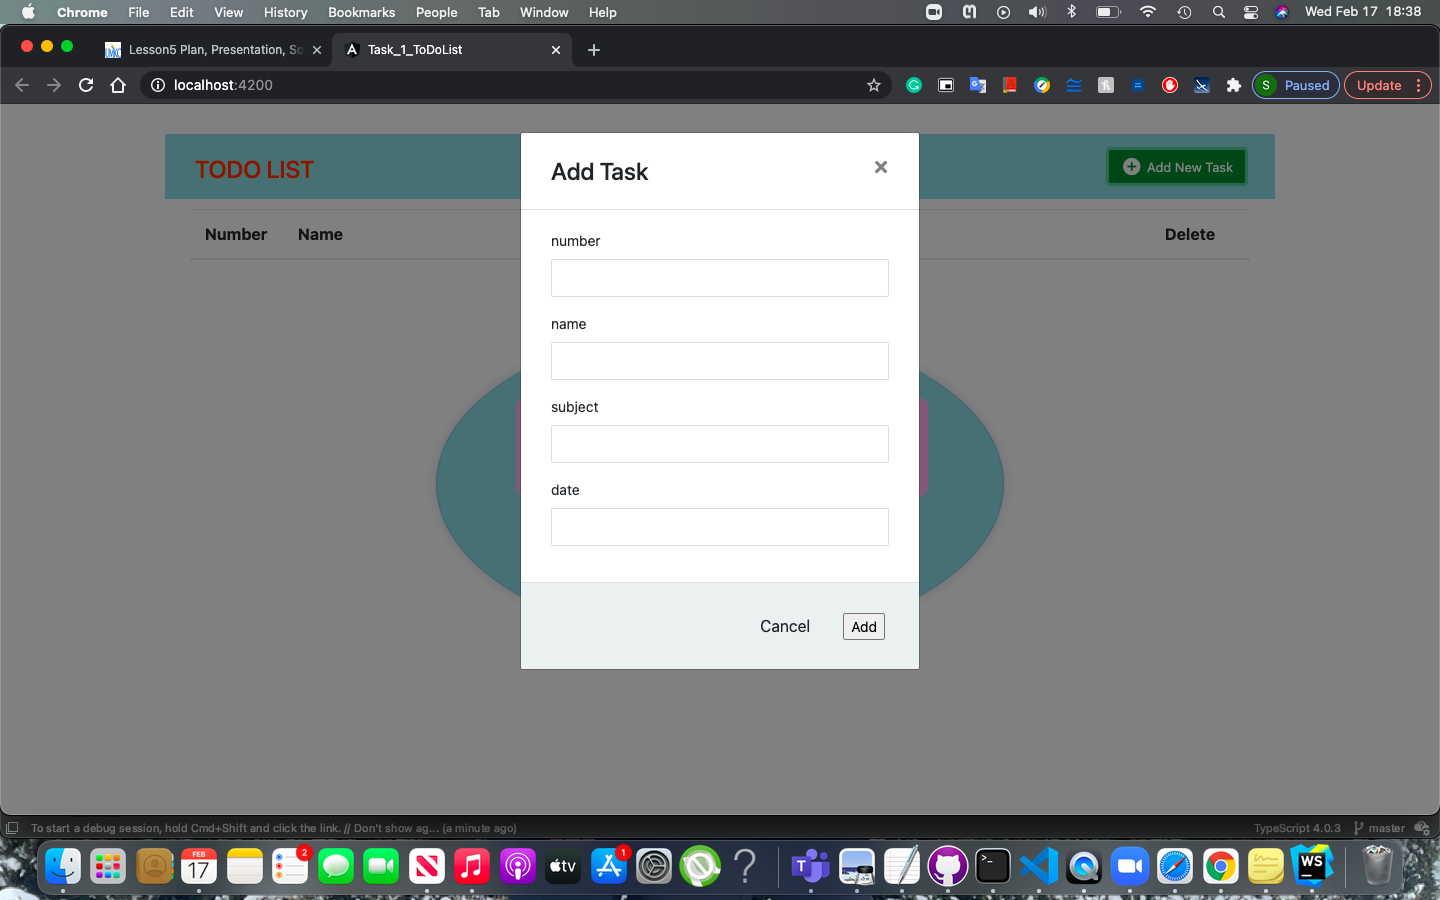 Chrome File Edit View History Bookmarks People Tab Window Help Wed Feb 17 18:38
Lesson5 Plan, Presentation, So
Task_1_ToDoList
localhost:4200
S Paused Update
TODO LIST
Add New Task
Number Name Delete
Add Task
number
name
subject
date
Cancel Add
To start a debug session, hold Cmd+Shift and click the link. // Don't show ag... (a minute ago) TypeScript 4.0.3 master
FEB
17
2
tv
1
T
WS